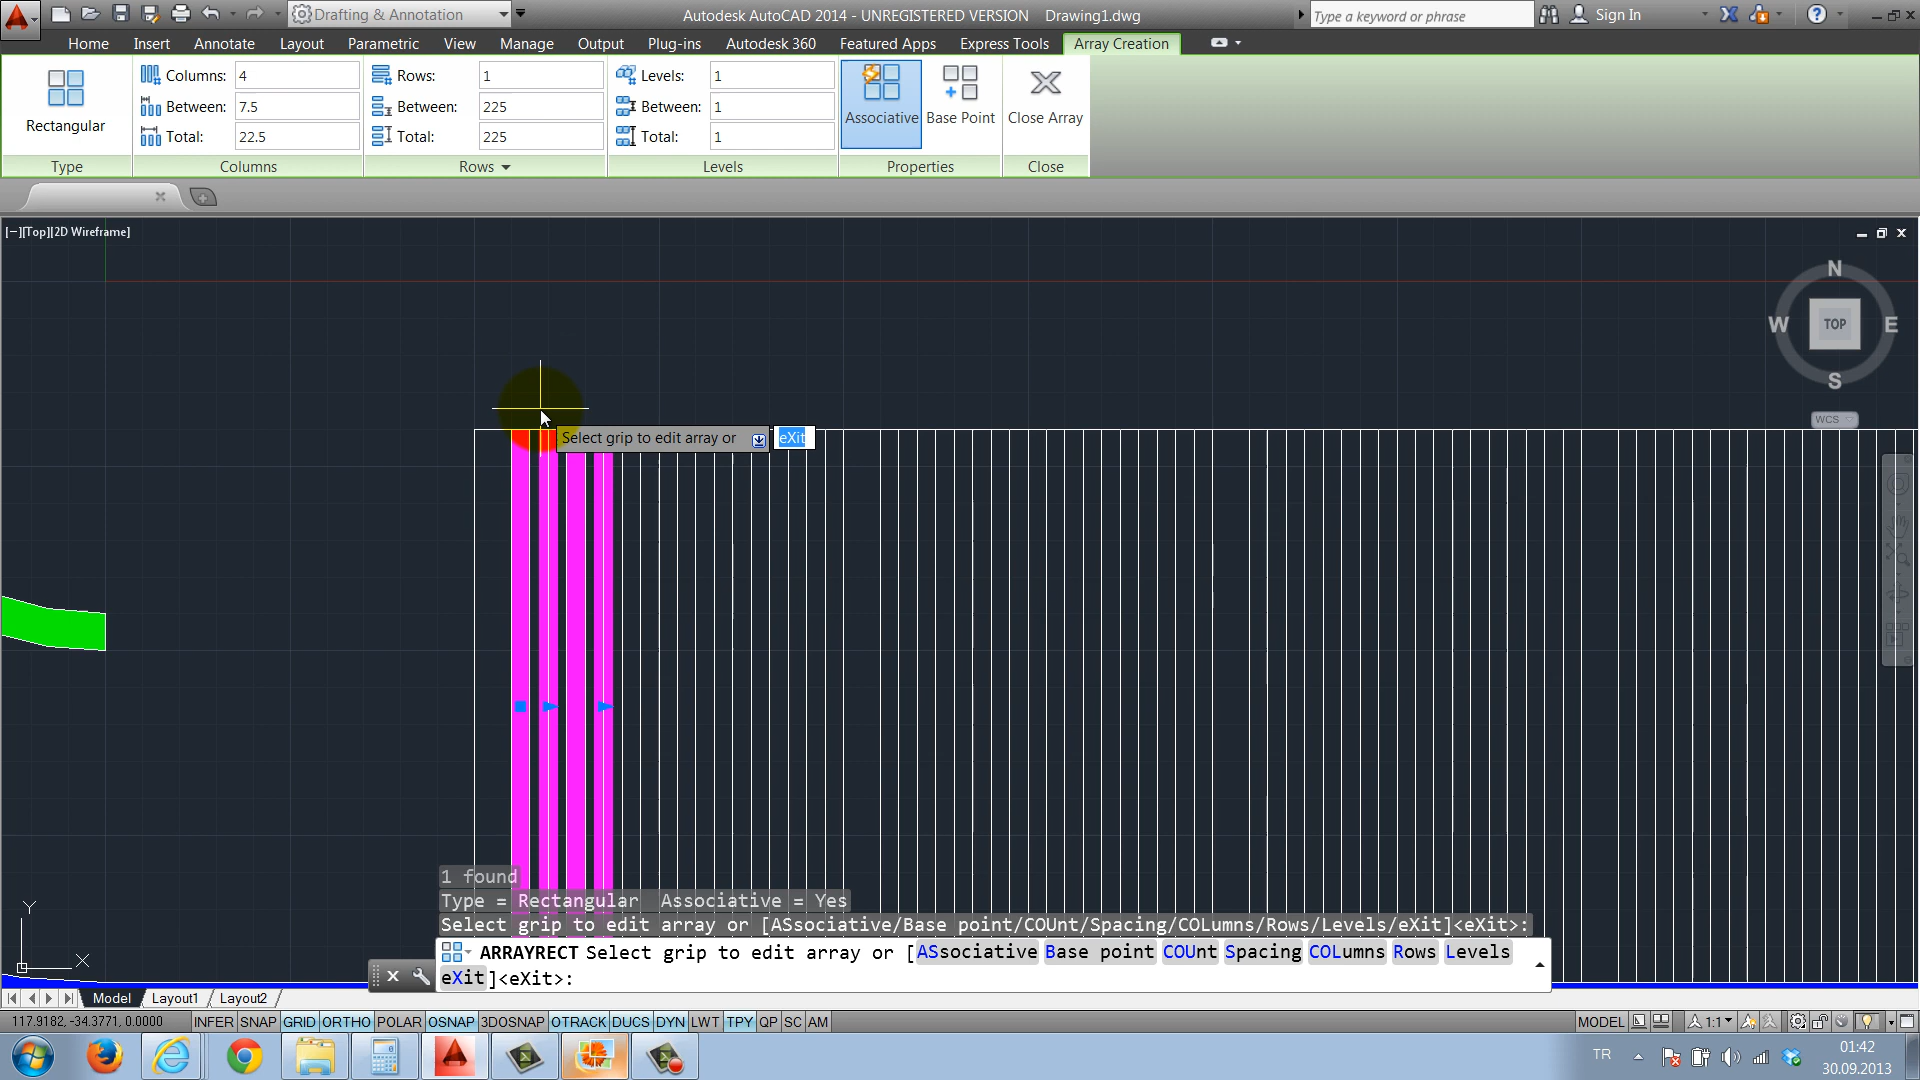 Drafting & Annotation
Autodesk AutoCAD 2014 - UNREGISTERED VERSION Drawing1.dwg
Type a keyword or phrase
Sign In
Home Insert Annotate Layout Parametric View Manage Output Plug-ins Autodesk 360 Featured Apps Express Tools Array Creation
Columns: 4 Rows: 1 Levels: 1
Between: 7.5 Between: 225 Between: 1
Total: 22.5 Total: 225 Total: 1
Rectangular Associative Base Point Close Array
Type Columns Rows Levels Properties Close
[−][Top][2D Wireframe]
N
W TOP E
S
WCS
Select grip to edit array or eXit
1 found
Type = Rectangular Associative = Yes
Select grip to edit array or [ASsociative/Base point/COUnt/Spacing/COLumns/Rows/Levels/eXit]<eXit>:
ARRAYRECT Select grip to edit array or [ASsociative Base point COUnt Spacing COLumns Rows Levels
eXit]<eXit>:
Y
X
Model Layout1 Layout2
117.9182, -34.3771, 0.0000 INFER SNAP GRID ORTHO POLAR OSNAP 3DOSNAP OTRACK DUCS DYN LWT TPY QP SC AM MODEL 1:1
TR
01:42
30.09.2013